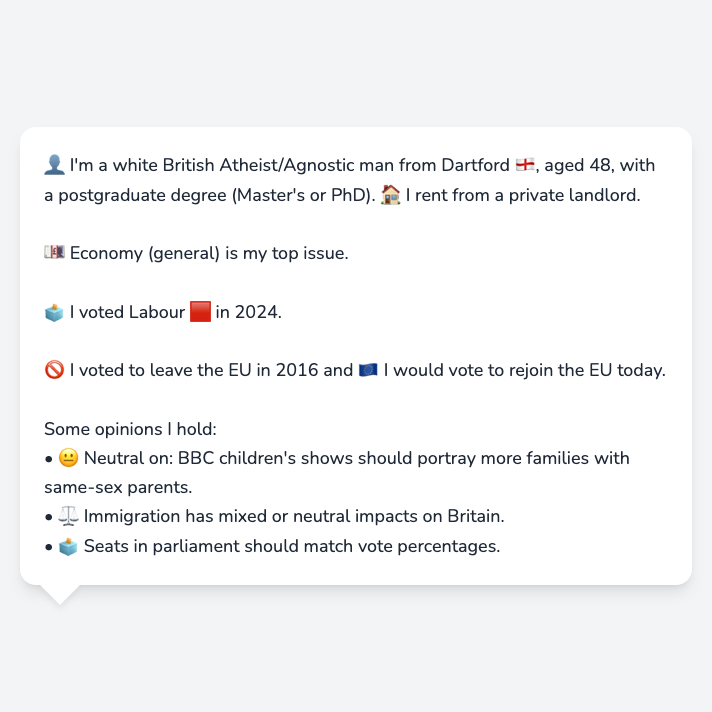 👤 I'm a white British Atheist/Agnostic man from Dartford 🏴󠁧󠁢󠁥󠁮󠁧󠁿, aged 48, with
a postgraduate degree (Master's or PhD). 🏠 I rent from a private landlord.
💷 Economy (general) is my top issue.
🗳️ I voted Labour 🟥 in 2024.
🚫 I voted to leave the EU in 2016 and 🇪🇺 I would vote to rejoin the EU today.
Some opinions I hold:
• 😐 Neutral on: BBC children's shows should portray more families with
same-sex parents.
• ⚖️ Immigration has mixed or neutral impacts on Britain.
• 🗳️ Seats in parliament should match vote percentages.